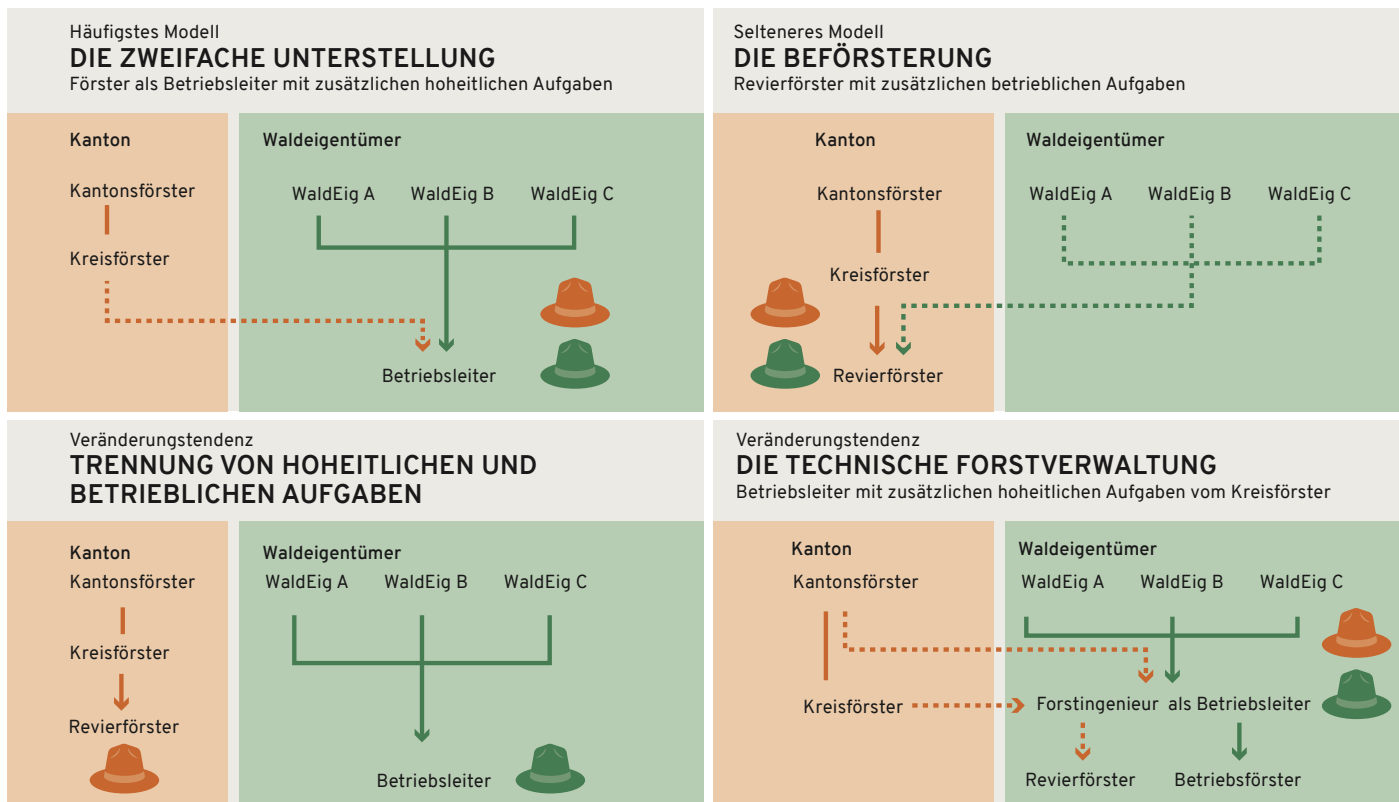 Häufigstes Modell
DIE ZWEIFACHE UNTERSTELLUNG
Förster als Betriebsleiter mit zusätzlichen hoheitlichen Aufgaben
Kanton
Waldeigentümer
Kantonsförster
WaldEig A
WaldEig B
WaldEig C
Kreisförster
Betriebsleiter
Selteneres Modell
DIE BEFÖRSTERUNG
Revierförster mit zusätzlichen betrieblichen Aufgaben
Kanton
Waldeigentümer
Kantonsförster
WaldEig A
WaldEig B
WaldEig C
Kreisförster
Revierförster
Veränderungstendenz
TRENNUNG VON HOHEITLICHEN UND
BETRIEBLICHEN AUFGABEN
Kanton
Waldeigentümer
Kantonsförster
WaldEig A
WaldEig B
WaldEig C
Kreisförster
Revierförster
Betriebsleiter
Veränderungstendenz
DIE TECHNISCHE FORSTVERWALTUNG
Betriebsleiter mit zusätzlichen hoheitlichen Aufgaben vom Kreisförster
Kanton
Waldeigentümer
Kantonsförster
WaldEig A
WaldEig B
WaldEig C
Kreisförster
Forstingenieur als Betriebsleiter
Revierförster
Betriebsförster